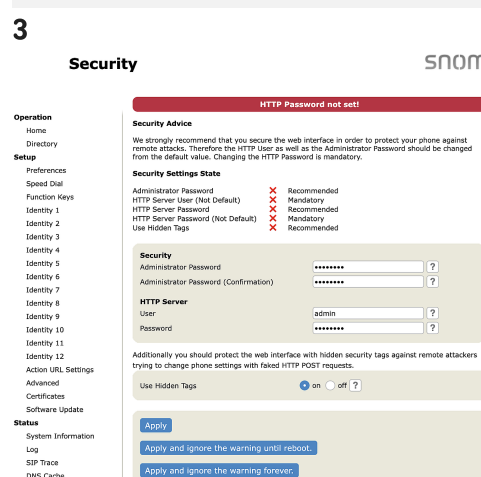 3
Security
snom
HTTP Password not set!
Operation
Home
Directory
Setup
Preferences
Speed Dial
Function Keys
Identity 1
Identity 2
Identity 3
Identity 4
Identity 5
Identity 6
Identity 7
Identity 8
Identity 9
Identity 10
Identity 11
Identity 12
Action URL Settings
Advanced
Certificates
Software Update
Status
System Information
Log
SIP Trace
DNS Cache
Security Advice
We strongly recommend that you secure the web interface in order to protect your phone against
remote attacks. Therefore the HTTP User as well as the Administrator Password should be changed
from the default value. Changing the HTTP Password is mandatory.
Security Settings State
Administrator Password ✗ Recommended
HTTP Server User (Not Default) ✗ Mandatory
HTTP Server Password ✗ Recommended
HTTP Server Password (Not Default) ✗ Mandatory
Use Hidden Tags ✗ Recommended
Security
Administrator Password •••••••• ?
Administrator Password (Confirmation) •••••••• ?
HTTP Server
User admin ?
Password •••••••• ?
Additionally you should protect the web interface with hidden security tags against remote attackers
trying to change phone settings with faked HTTP POST requests.
Use Hidden Tags on off ?
Apply
Apply and ignore the warning until reboot.
Apply and ignore the warning forever.